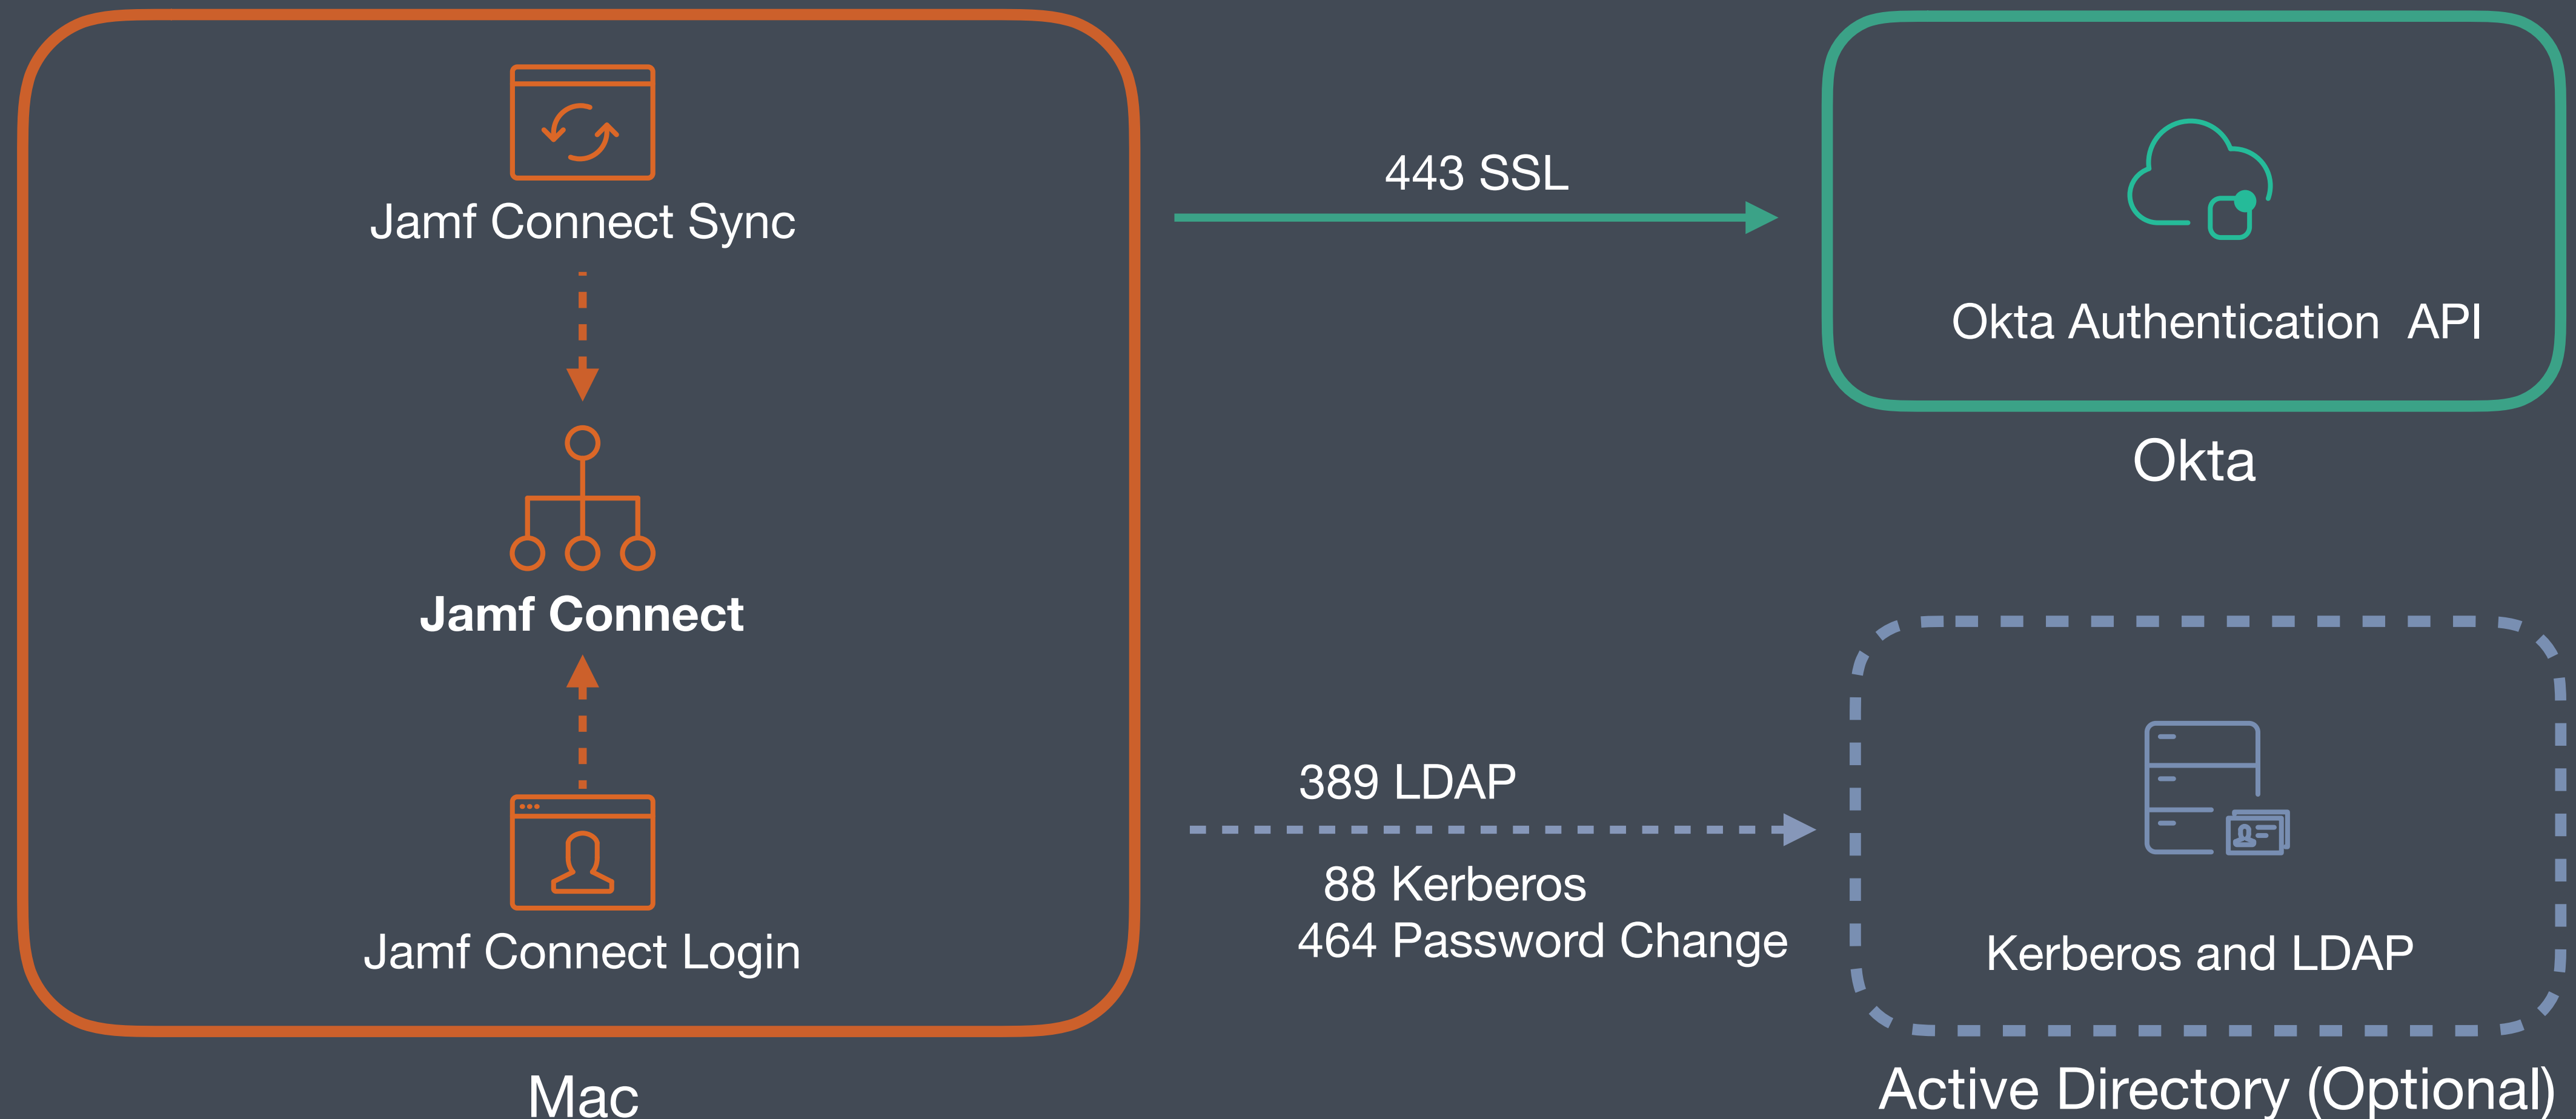 Jamf Connect Sync
Jamf Connect
Jamf Connect Login
Mac
443 SSL
Okta Authentication  API
Okta
389 LDAP
88 Kerberos
464 Password Change
Kerberos and LDAP
Active Directory (Optional)